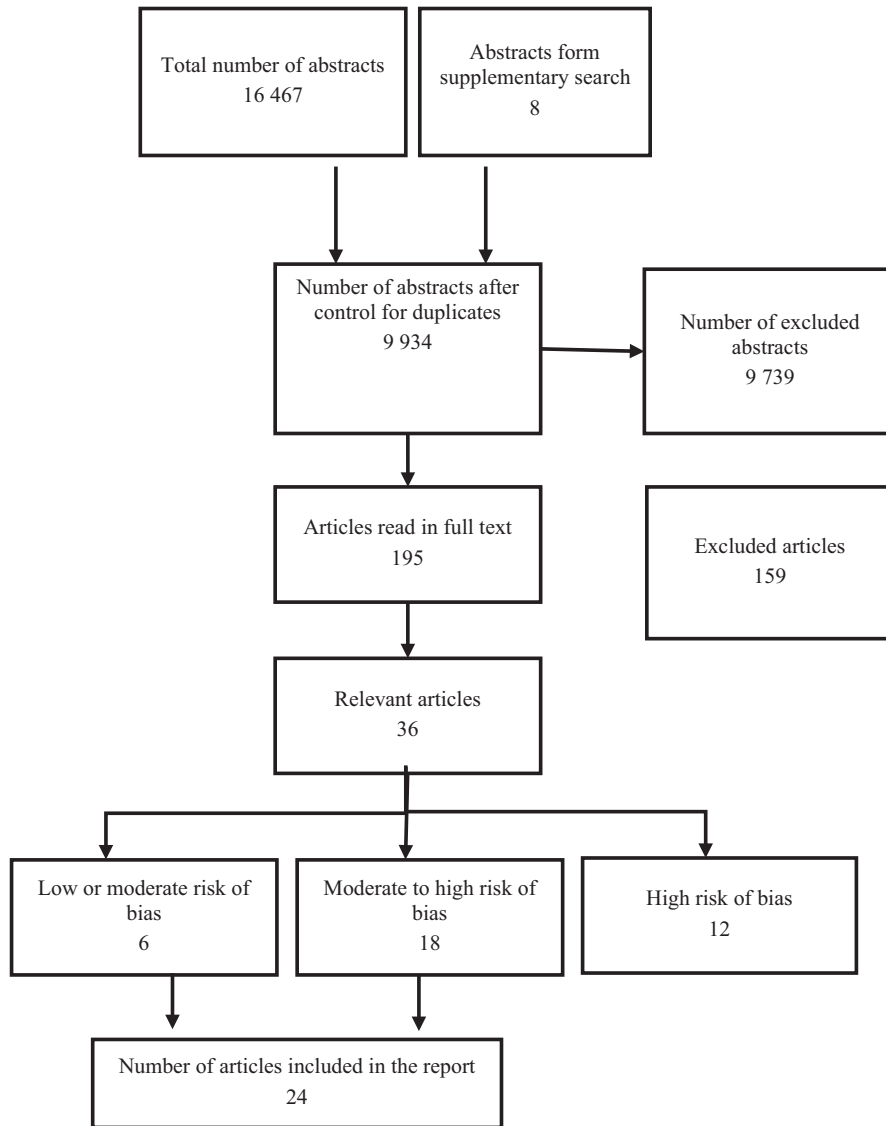 Total number of abstracts
16 467
Abstracts form
supplementary search
8
Number of abstracts after
control for duplicates
9 934
Number of excluded
abstracts
9 739
Articles read in full text
195
Excluded articles
159
Relevant articles
36
Low or moderate risk of
bias
6
Moderate to high risk of
bias
18
High risk of bias
12
Number of articles included in the report
24